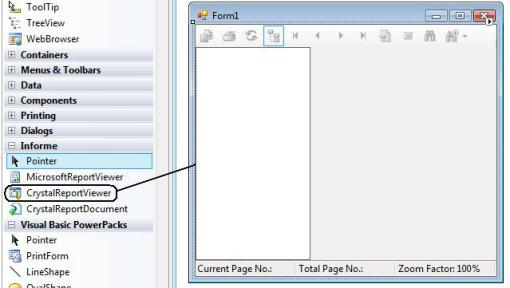 ToolTip
TreeView
WebBrowser
Containers
Menus & Toolbars
Data
Components
Printing
Dialogs
Informe
Pointer
MicrosoftReportViewer
CrystalReportViewer
CrystalReportDocument
Visual Basic PowerPacks
Pointer
PrintForm
LineShape
OvalShape
Form1
Current Page No.:
Total Page No.:
Zoom Factor: 100%